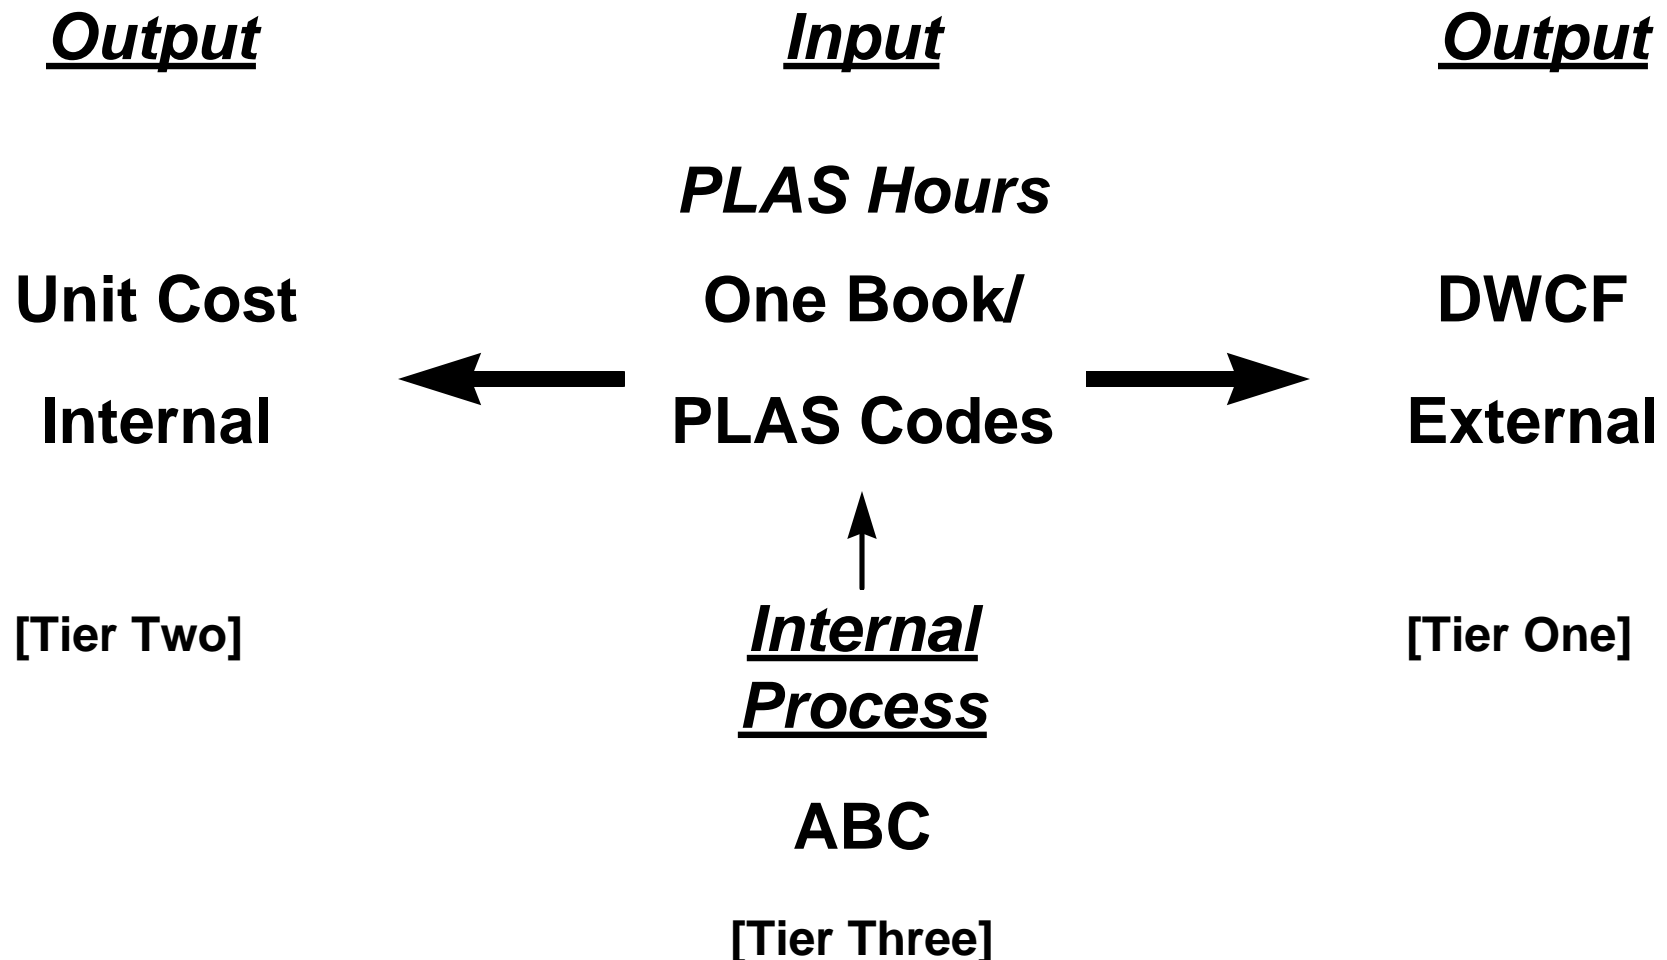 Output Input Output
PLAS Hours
Unit Cost One Book/ DWCF
Internal PLAS Codes External
[Tier Two] Internal [Tier One]
Process
ABC
[Tier Three]